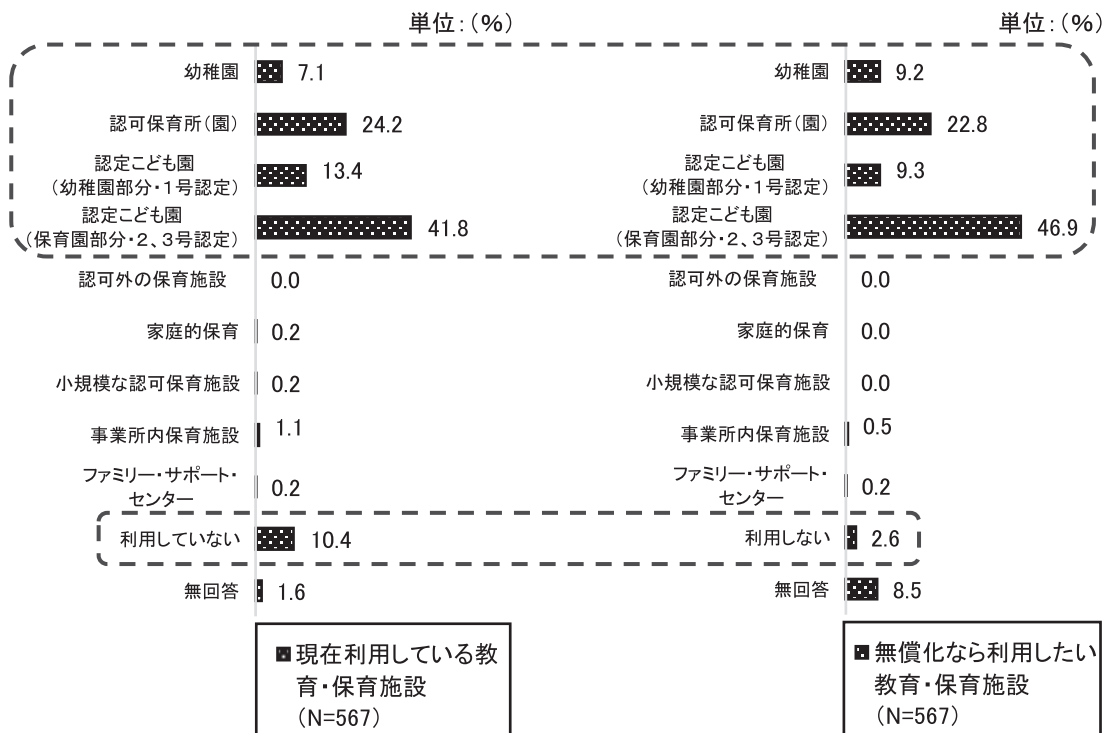 単位：(%)
幼稚園 7.1
認可保育所(園) 24.2
認定こども園
(幼稚園部分・1号認定) 13.4
認定こども園
(保育園部分・2、3号認定) 41.8
認可外の保育施設 0.0
家庭的保育 0.2
小規模な認可保育施設 0.2
事業所内保育施設 1.1
ファミリー・サポート・
センター 0.2
利用していない 10.4
無回答 1.6
現在利用している教
育・保育施設
(N=567)
単位：(%)
幼稚園 9.2
認可保育所(園) 22.8
認定こども園
(幼稚園部分・1号認定) 9.3
認定こども園
(保育園部分・2、3号認定) 46.9
認可外の保育施設 0.0
家庭的保育 0.0
小規模な認可保育施設 0.0
事業所内保育施設 0.5
ファミリー・サポート・
センター 0.2
利用しない 2.6
無回答 8.5
無償化なら利用したい
教育・保育施設
(N=567)